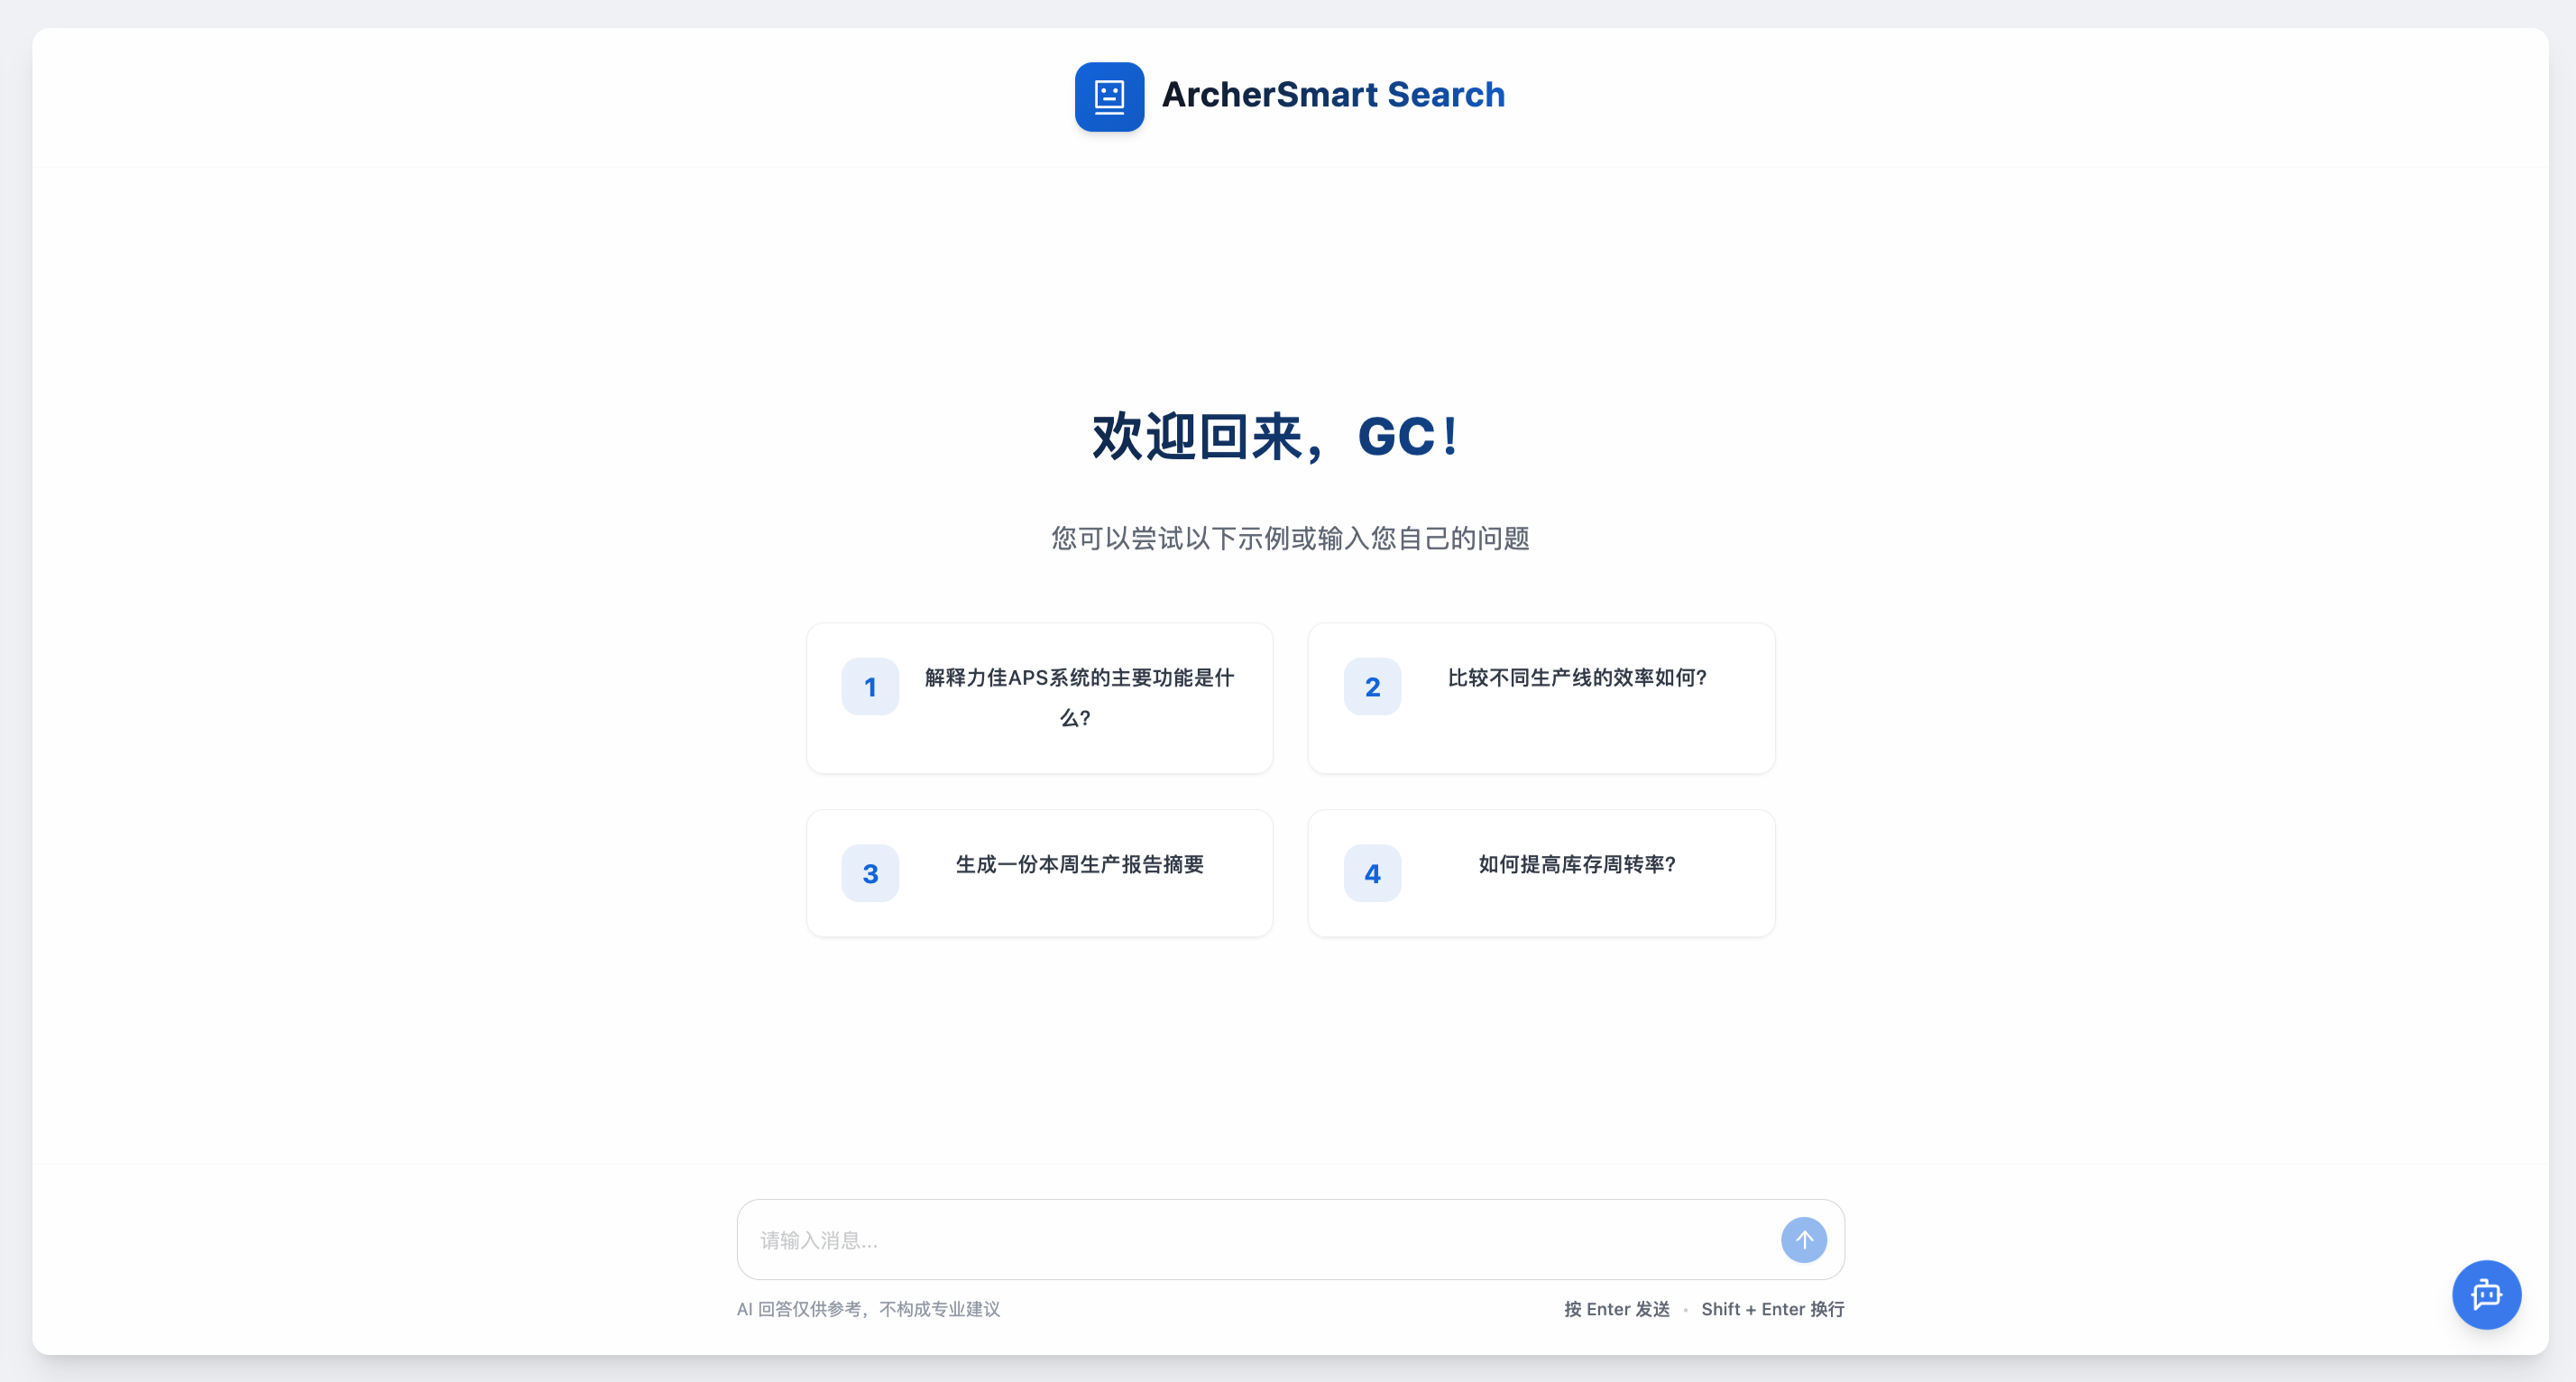 ArcherSmart Search
欢迎回来，GC！
您可以尝试以下示例或输入您自己的问题
1
解释力佳APS系统的主要功能是什
么？
2
比较不同生产线的效率如何？
3
生成一份本周生产报告摘要
4
如何提高库存周转率？
请输入消息...
AI 回答仅供参考，不构成专业建议
按 Enter 发送 • Shift + Enter 换行